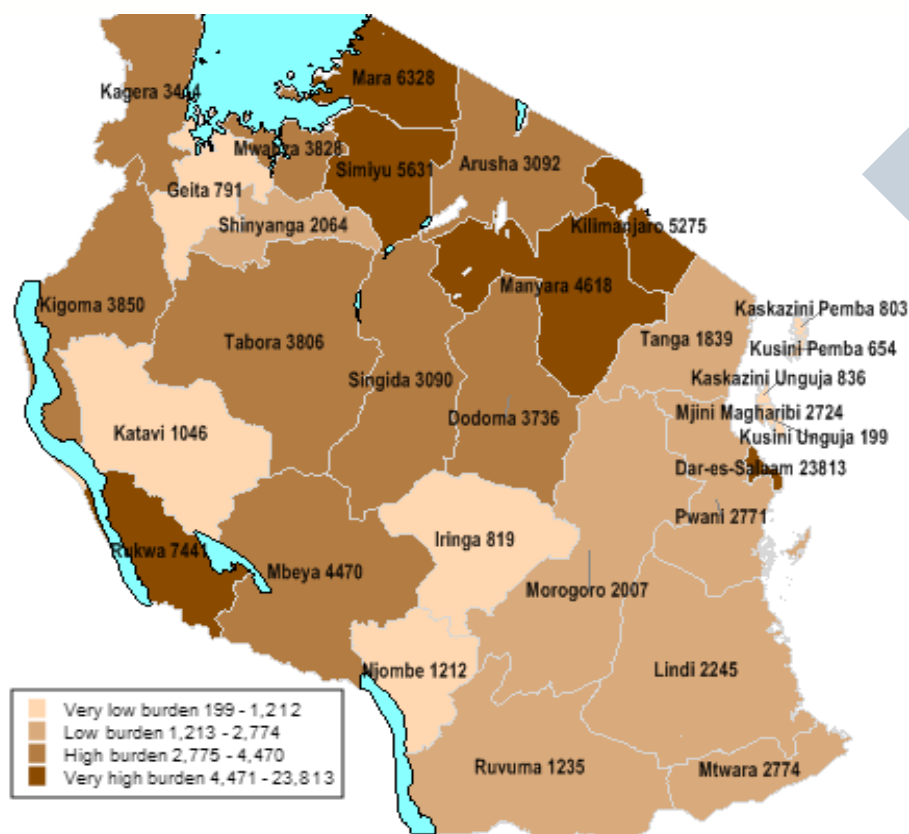 Mara 6328
Kagera 3444
Mwanza 3828
Simiyu 5631
Arusha 3092
Geita 791
Shinyanga 2064
Kilimanjaro 5275
Kigoma 3850
Manyara 4618
Kaskazini Pemba 803
Tabora 3806
Tanga 1839
Kusini Pemba 654
Singida 3090
Kaskazini Unguja 836
Dodoma 3736
Mjini Magharibi 2724
Katavi 1046
Kusini Unguja 199
Dar-es-Salaam 23813
Pwani 2771
Iringa 819
Rukwa 7441
Mbeya 4470
Morogoro 2007
Njombe 1212
Lindi 2245
Ruvuma 1235
Mtwara 2774
Very low burden 199 - 1,212
Low burden 1,213 - 2,774
High burden 2,775 - 4,470
Very high burden 4,471 - 23,813